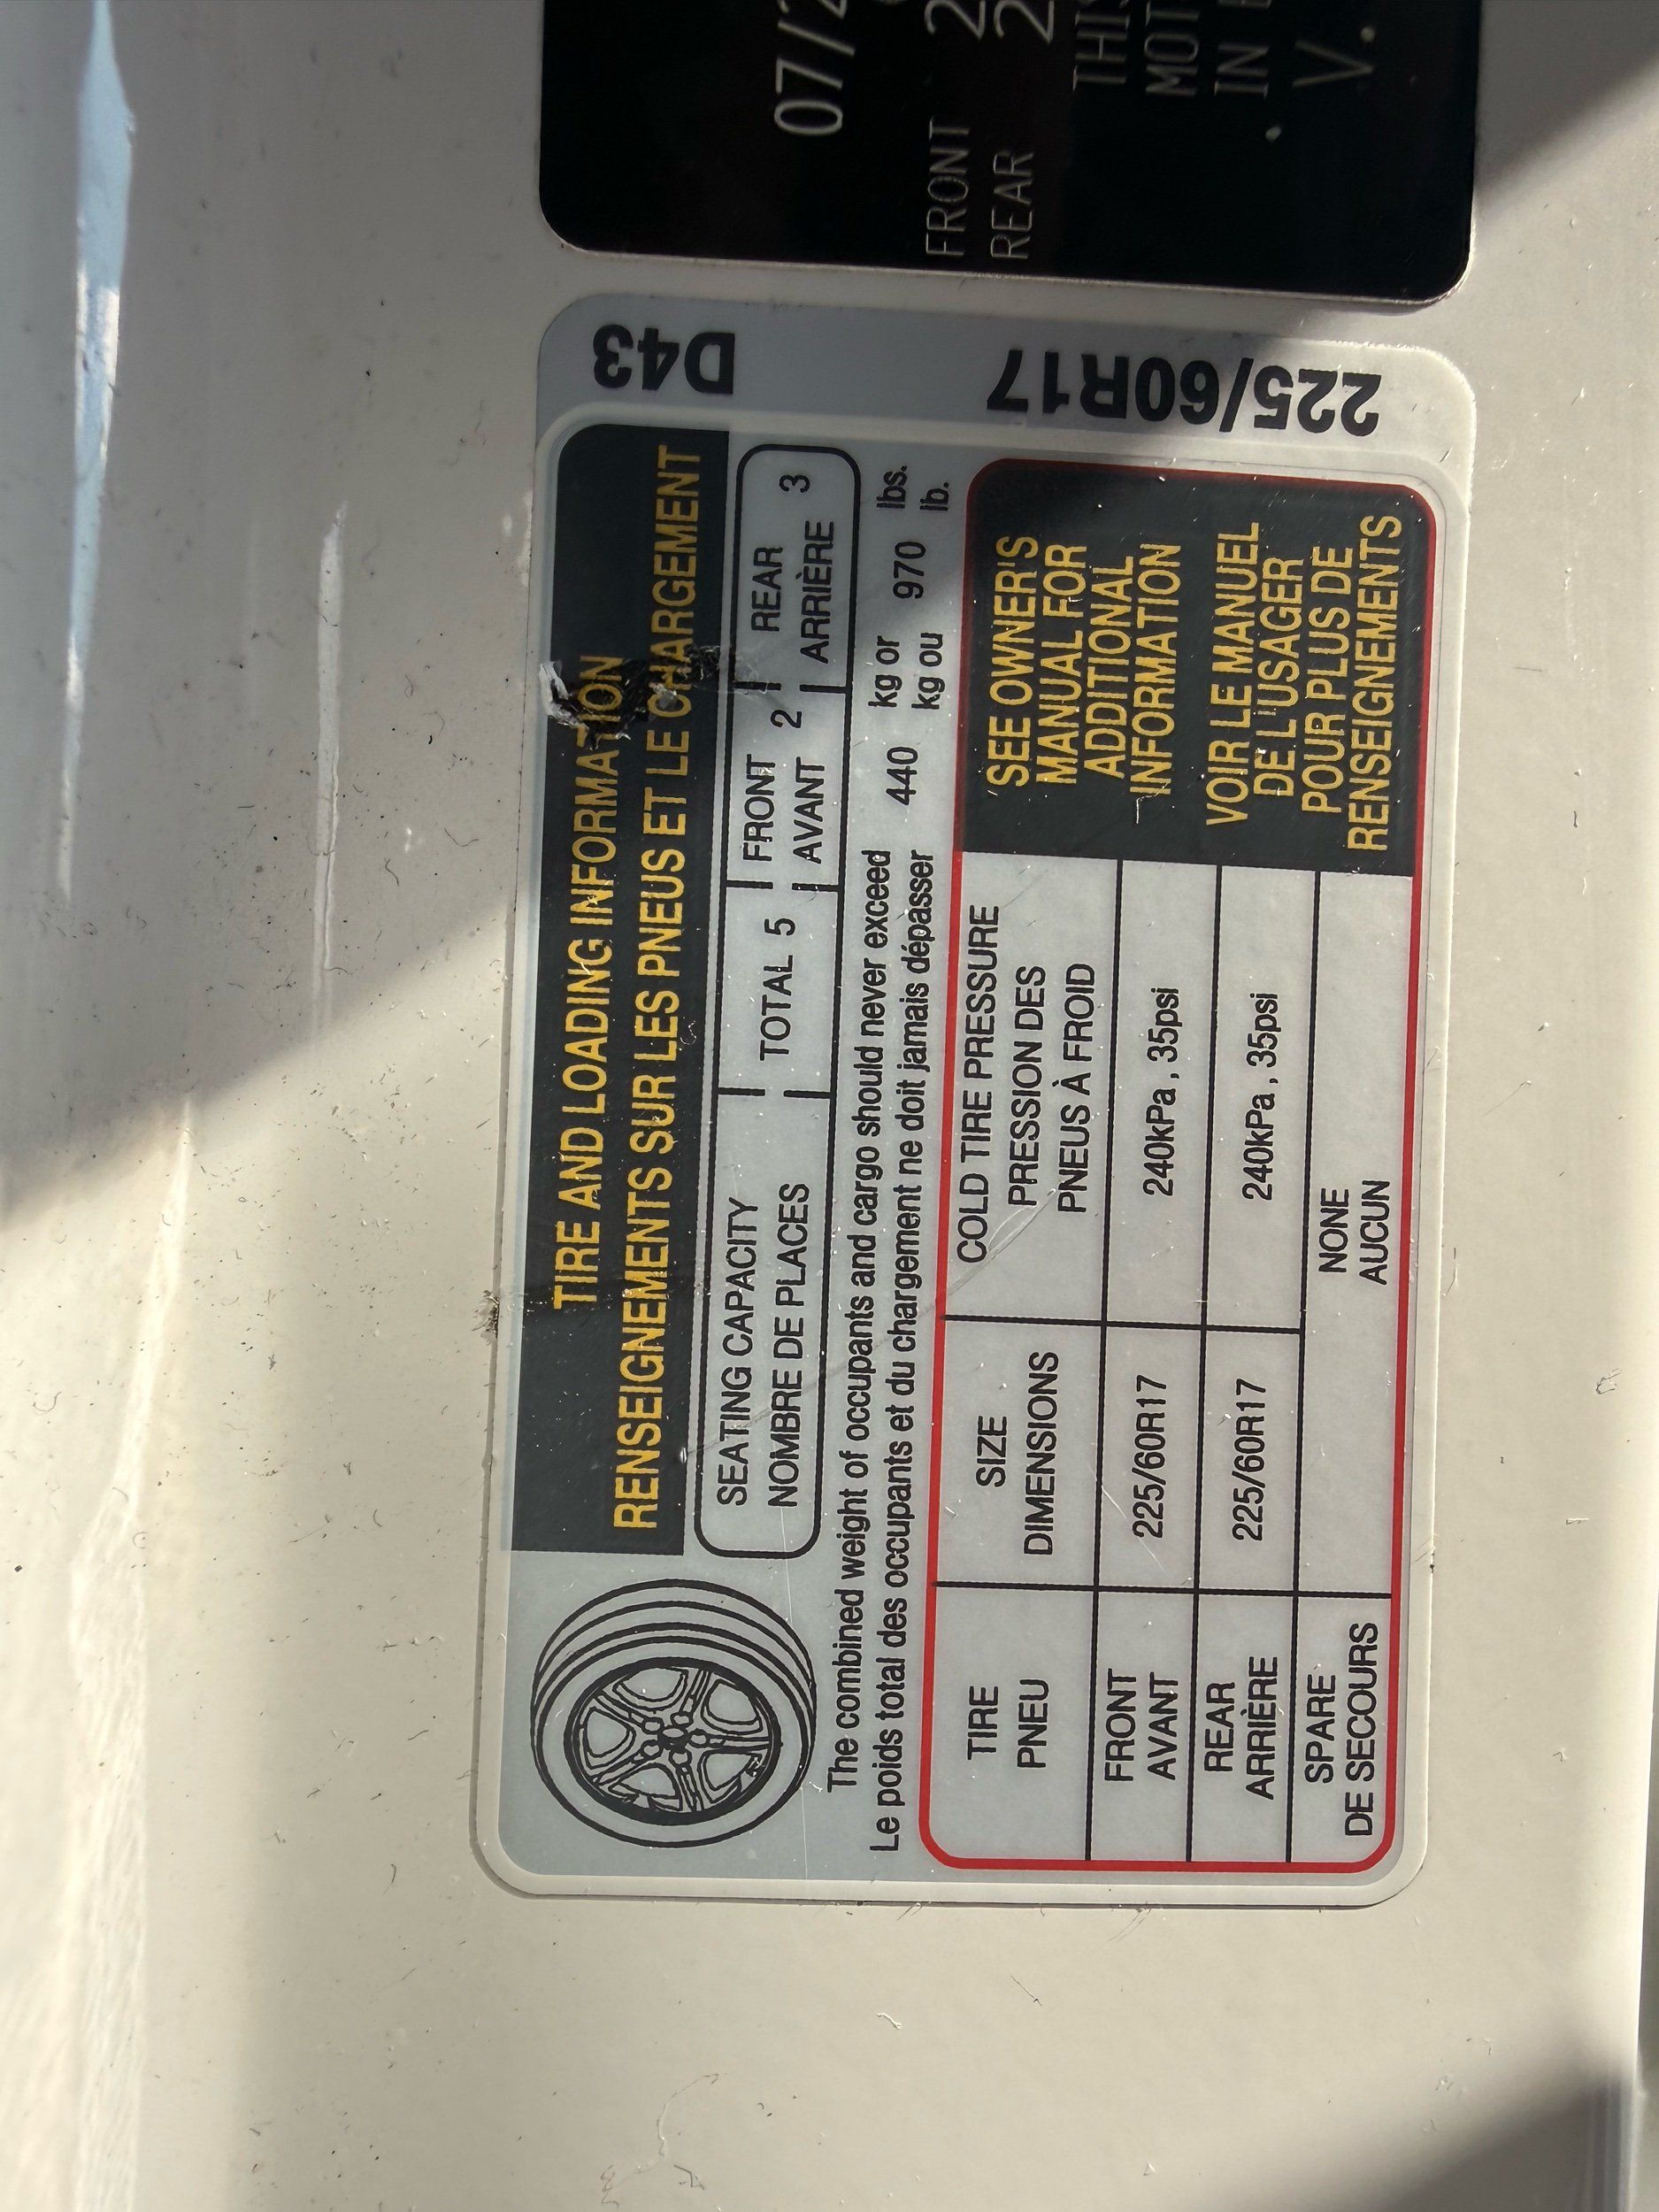 TIRE AND LOADING INFORMATION
RENSEIGNEMENTS SUR LES PNEUS ET LE CHARGEMENT
SEATING CAPACITY
NOMBRE DE PLACES
TOTAL 5
FRONT
AVANT 2
REAR
ARRIÈRE 3
The combined weight of occupants and cargo should never exceed 440 kg or 970 lbs.
Le poids total des occupants et du chargement ne doit jamais dépasser kg ou lb.
TIRE
PNEU
SIZE
DIMENSIONS
COLD TIRE PRESSURE
PRESSION DES
PNEUS À FROID
FRONT
AVANT
225/60R17
240kPa, 35psi
REAR
ARRIÈRE
225/60R17
240kPa, 35psi
SPARE
DE SECOURS
NONE
AUCUN
SEE OWNER'S
MANUAL FOR
ADDITIONAL
INFORMATION
VOIR LE MANUEL
DE L'USAGER
POUR PLUS DE
RENSEIGNEMENTS
D43
225/60R17
07/2
FRONT 2
REAR 2
THIS
MOT
IN
V.